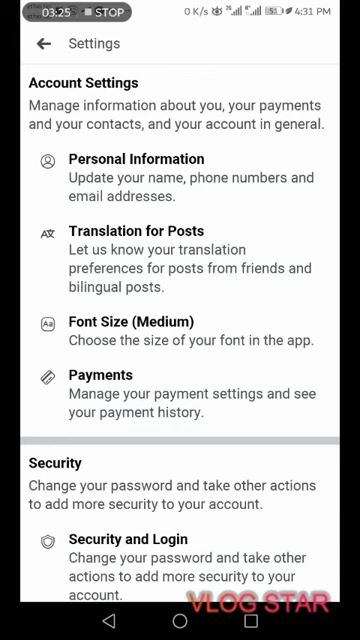 03:25 STOP 0 K/s 51 4:31 PM
Settings
Account Settings
Manage information about you, your payments
and your contacts, and your account in general.
Personal Information
Update your name, phone numbers and
email addresses.
Translation for Posts
Let us know your translation
preferences for posts from friends and
bilingual posts.
Font Size (Medium)
Choose the size of your font in the app.
Payments
Manage your payment settings and see
your payment history.
Security
Change your password and take other actions
to add more security to your account.
Security and Login
Change your password and take other
actions to add more security to your
account.
VLOG STAR